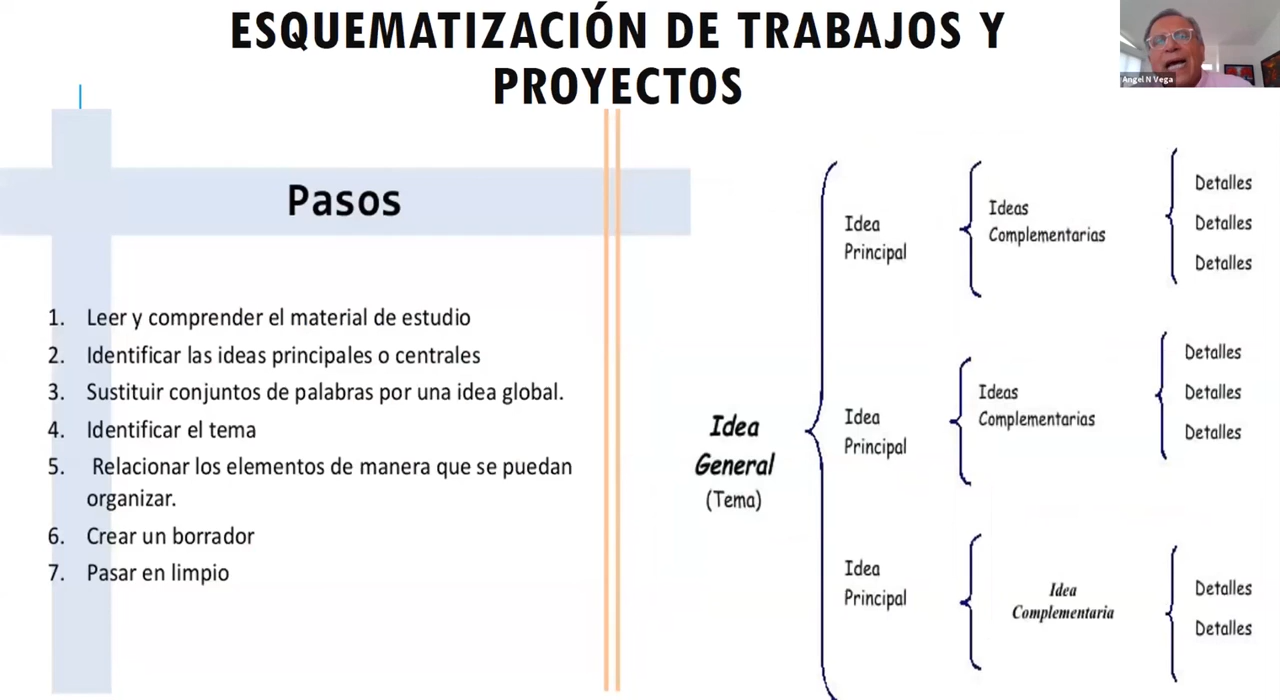 ESQUEMATIZACIÓN DE TRABAJOS Y
PROYECTOS
Angel N Vega
Pasos
1. Leer y comprender el material de estudio
2. Identificar las ideas principales o centrales
3. Sustituir conjuntos de palabras por una idea global.
4. Identificar el tema
5. Relacionar los elementos de manera que se puedan
organizar.
6. Crear un borrador
7. Pasar en limpio
Idea
General
(Tema)
Idea
Principal
Ideas
Complementarias
Detalles
Detalles
Detalles
Idea
Principal
Ideas
Complementarias
Detalles
Detalles
Detalles
Idea
Principal
Idea
Complementaria
Detalles
Detalles